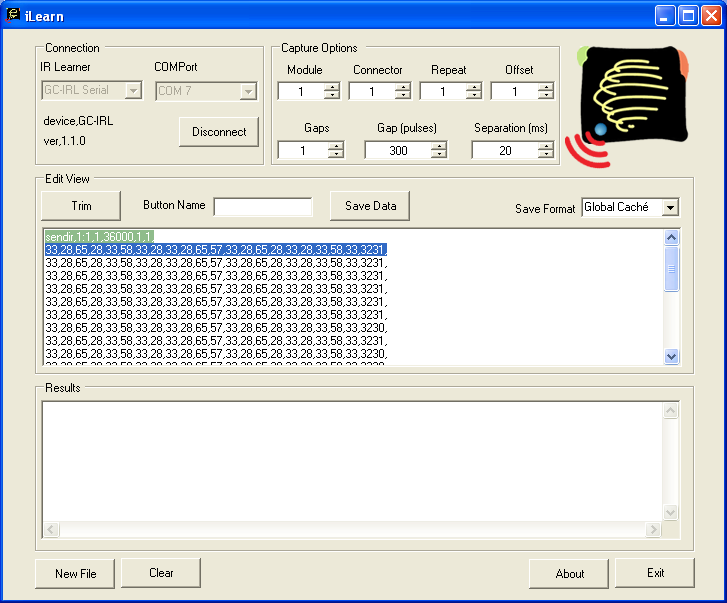 iLearn
Connection
IR Learner
COMPort
GC-IRL Serial
COM 7
device,GC-IRL
ver,1.1.0
Disconnect
Capture Options
Module
Connector
Repeat
Offset
1
1
1
1
Gaps
Gap (pulses)
Separation (ms)
1
300
20
Edit View
Trim
Button Name
Save Data
Save Format
Global Caché
sendir,1:1,1,36000,1,1,
33,28,65,28,33,58,33,28,33,28,65,57,33,28,65,28,33,28,33,58,33,3231,
33,28,65,28,33,58,33,28,33,28,65,57,33,28,65,28,33,28,33,58,33,3231,
33,28,65,28,33,58,33,28,33,28,65,57,33,28,65,28,33,28,33,58,33,3231,
33,28,65,28,33,58,33,28,33,28,65,57,33,28,65,28,33,28,33,58,33,3231,
33,28,65,28,33,58,33,28,33,28,65,57,33,28,65,28,33,28,33,58,33,3231,
33,28,65,28,33,58,33,28,33,28,65,57,33,28,65,28,33,28,33,58,33,3230,
33,28,65,28,33,58,33,28,33,28,65,57,33,28,65,28,33,28,33,58,33,3230,
33,28,65,28,33,58,33,28,33,28,65,57,33,28,65,28,33,28,33,58,33,3231,
33,28,65,28,33,58,33,28,33,28,65,57,33,28,65,28,33,28,33,58,33,3230,
Results
New File
Clear
About
Exit